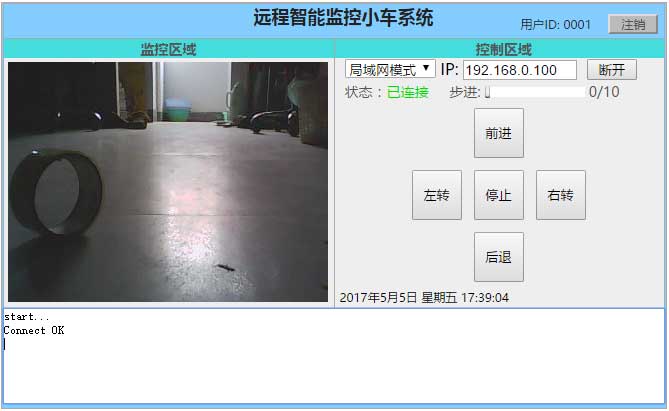 远程智能监控小车系统
用户ID: 0001
注销
监控区域
控制区域
局域网模式 IP: 192.168.0.100 断开
状态：已连接 步进: 0/10
前进
左转 停止 右转
后退
2017年5月5日 星期五 17:39:04
start...
Connect OK